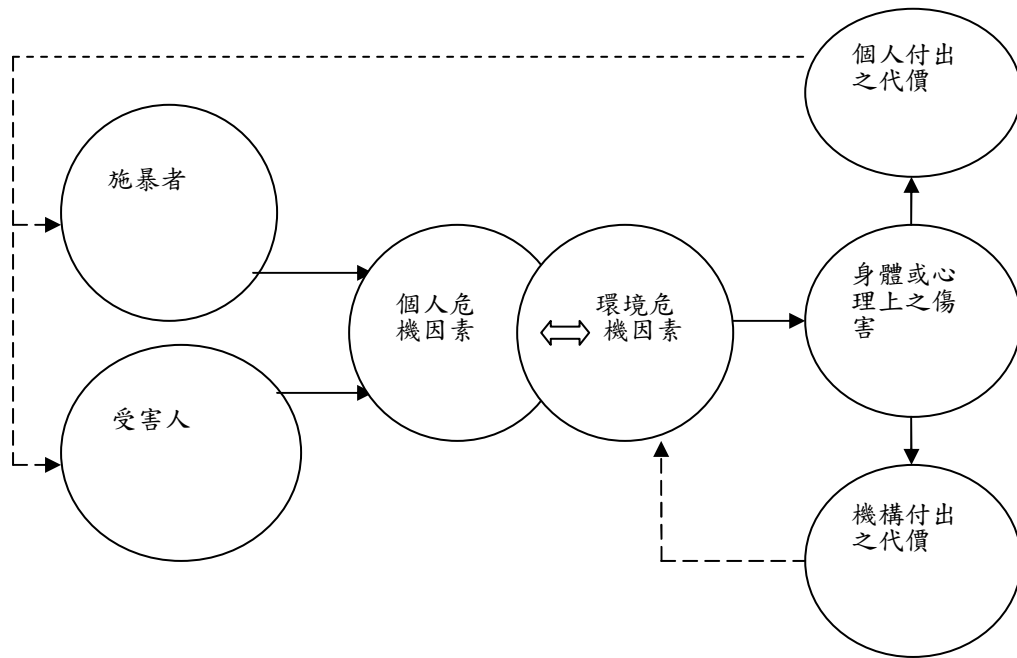 個人付出
之代價
施暴者
個人危
機因素
環境危
機因素
身體或心
理上之傷
害
受害人
機構付出
之代價